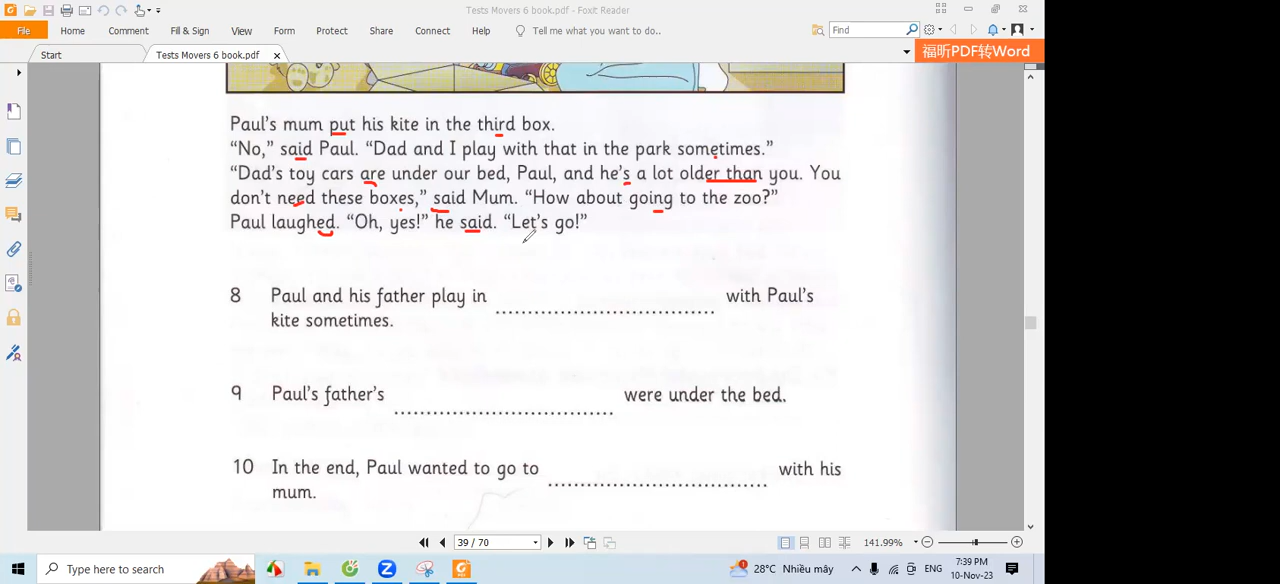 Tests Movers 6 book.pdf - Foxit Reader
File Home Comment Fill & Sign View Form Protect Share Connect Help Tell me what you want to do.. Find
Start Tests Movers 6 book.pdf × 福昕PDF转Word
Paul's mum put his kite in the third box.
"No," said Paul. "Dad and I play with that in the park sometimes."
"Dad's toy cars are under our bed, Paul, and he's a lot older than you. You
don't need these boxes," said Mum. "How about going to the zoo?"
Paul laughed. "Oh, yes!" he said. "Let's go!"
8 Paul and his father play in ................................ with Paul's
kite sometimes.
9 Paul's father's ................................ were under the bed.
10 In the end, Paul wanted to go to ................................ with his
mum.
39 / 70 141.99%
Type here to search 28°C Nhiều mây ENG 7:39 PM
10-Nov-23